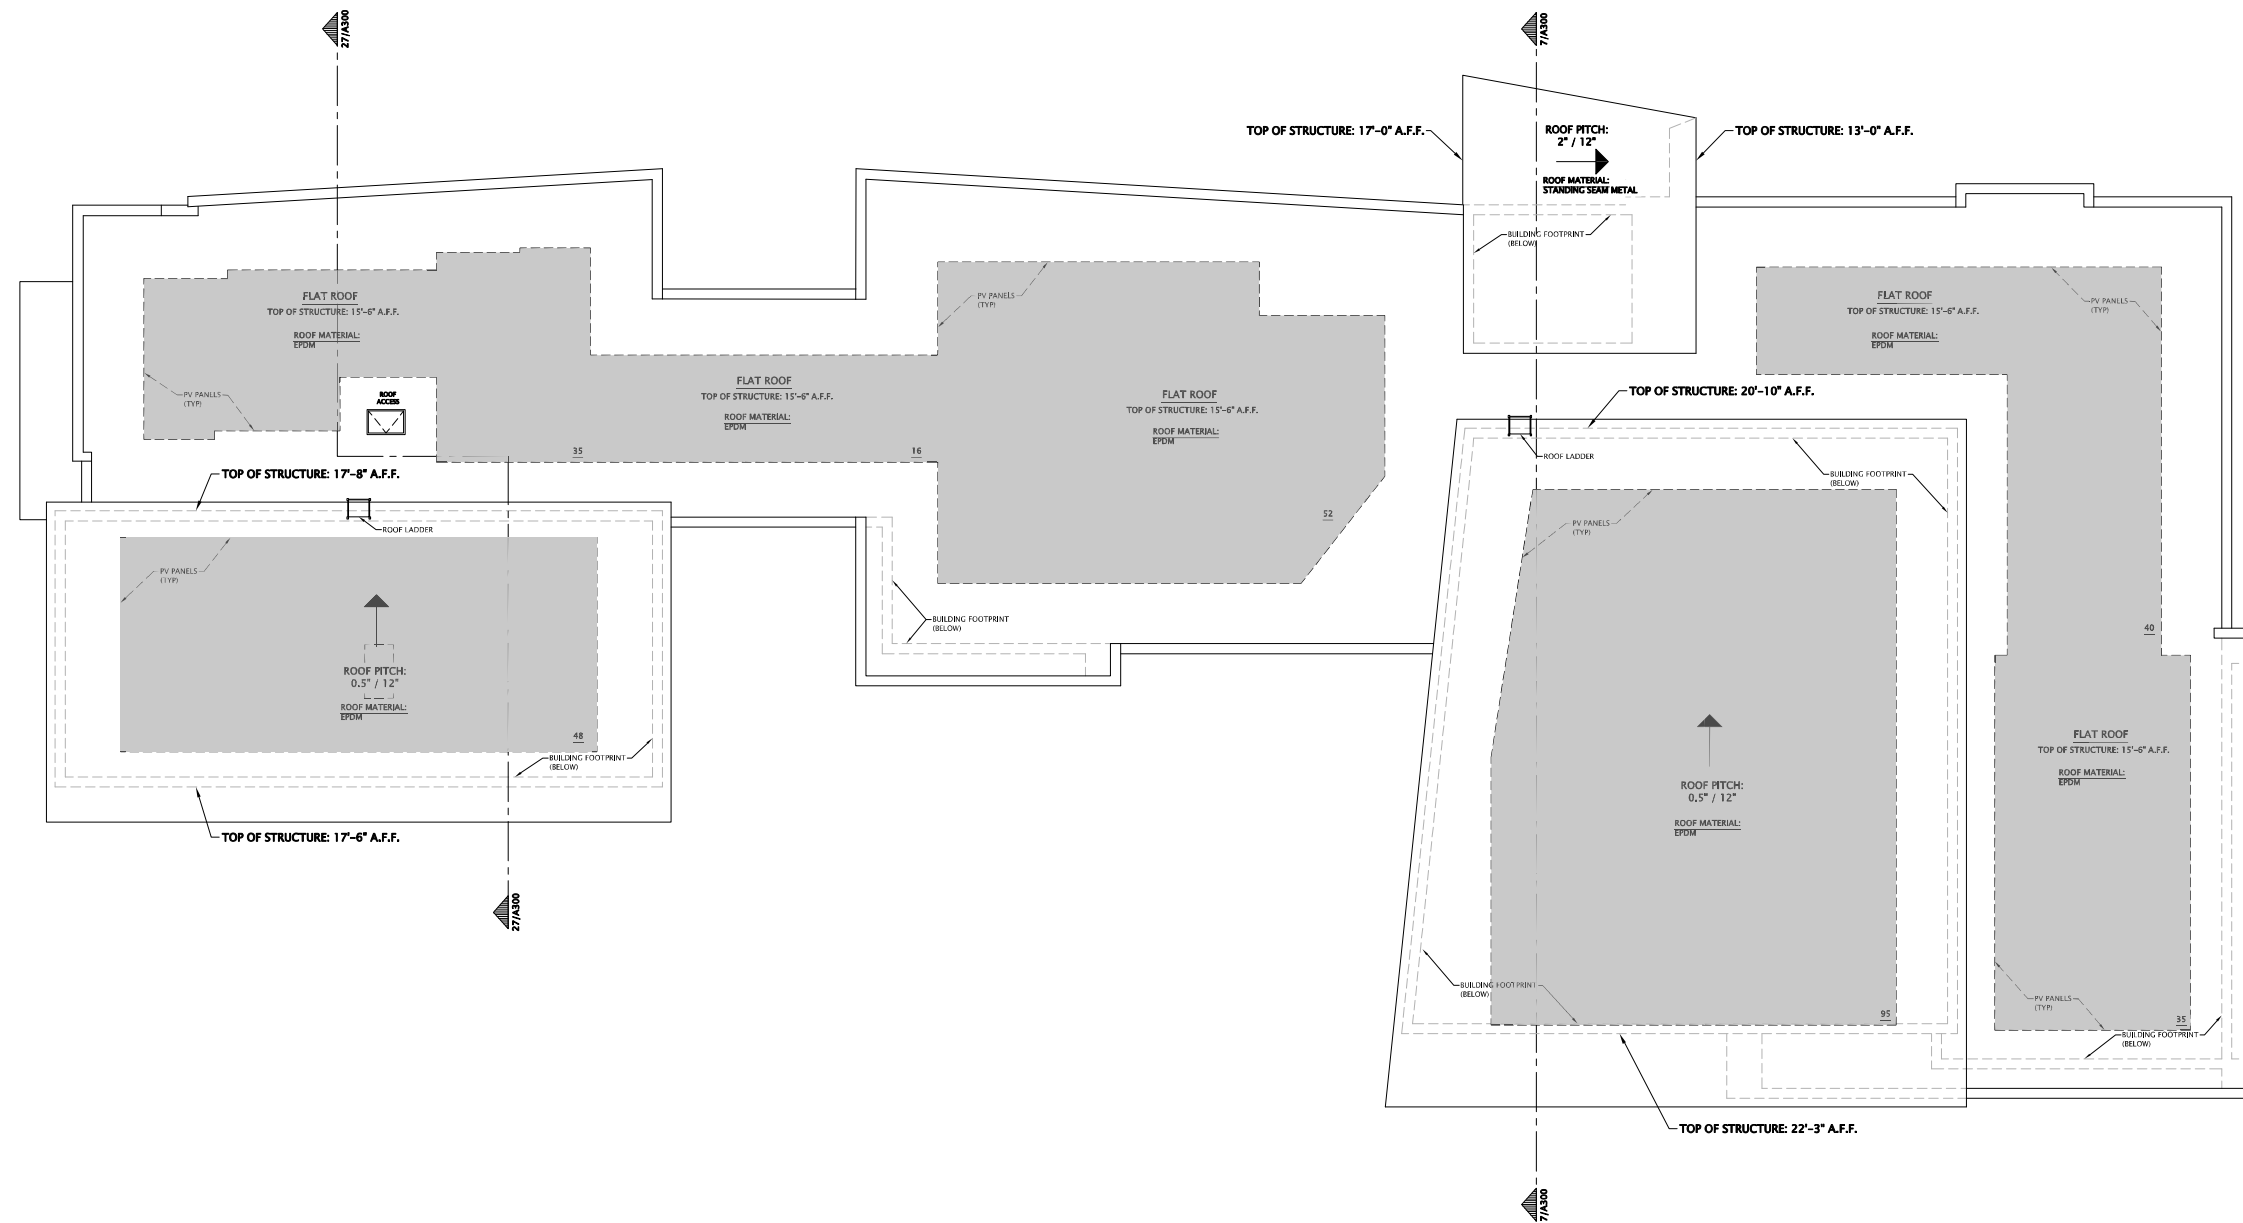 27/A300
7/A300
TOP OF STRUCTURE: 17'-0" A.F.F.
ROOF PITCH:
2" / 12"
TOP OF STRUCTURE: 13'-0" A.F.F.
ROOF MATERIAL:
STANDING SEAM METAL
BUILDING FOOTPRINT
(BELOW)
FLAT ROOF
TOP OF STRUCTURE: 15'-6" A.F.F.
ROOF MATERIAL:
EPDM
PV PANELS
(TYP)
FLAT ROOF
TOP OF STRUCTURE: 15'-6" A.F.F.
ROOF MATERIAL:
EPDM
PV PANELS
(TYP)
PV PANELS
(TYP)
ROOF
ACCESS
FLAT ROOF
TOP OF STRUCTURE: 15'-6" A.F.F.
ROOF MATERIAL:
EPDM
35
16
FLAT ROOF
TOP OF STRUCTURE: 15'-6" A.F.F.
ROOF MATERIAL:
EPDM
52
TOP OF STRUCTURE: 20'-10" A.F.F.
ROOF LADDER
BUILDING FOOTPRINT
(BELOW)
TOP OF STRUCTURE: 17'-8" A.F.F.
ROOF LADDER
PV PANELS
(TYP)
PV PANELS
(TYP)
BUILDING FOOTPRINT
(BELOW)
40
ROOF PITCH:
0.5" / 12"
ROOF MATERIAL:
EPDM
48
BUILDING FOOTPRINT
(BELOW)
TOP OF STRUCTURE: 17'-6" A.F.F.
27/A300
ROOF PITCH:
0.5" / 12"
ROOF MATERIAL:
EPDM
FLAT ROOF
TOP OF STRUCTURE: 15'-6" A.F.F.
ROOF MATERIAL:
EPDM
BUILDING FOOTPRINT
(BELOW)
95
PV PANELS
(TYP)
35
BUILDING FOOTPRINT
(BELOW)
TOP OF STRUCTURE: 22'-3" A.F.F.
7/A300